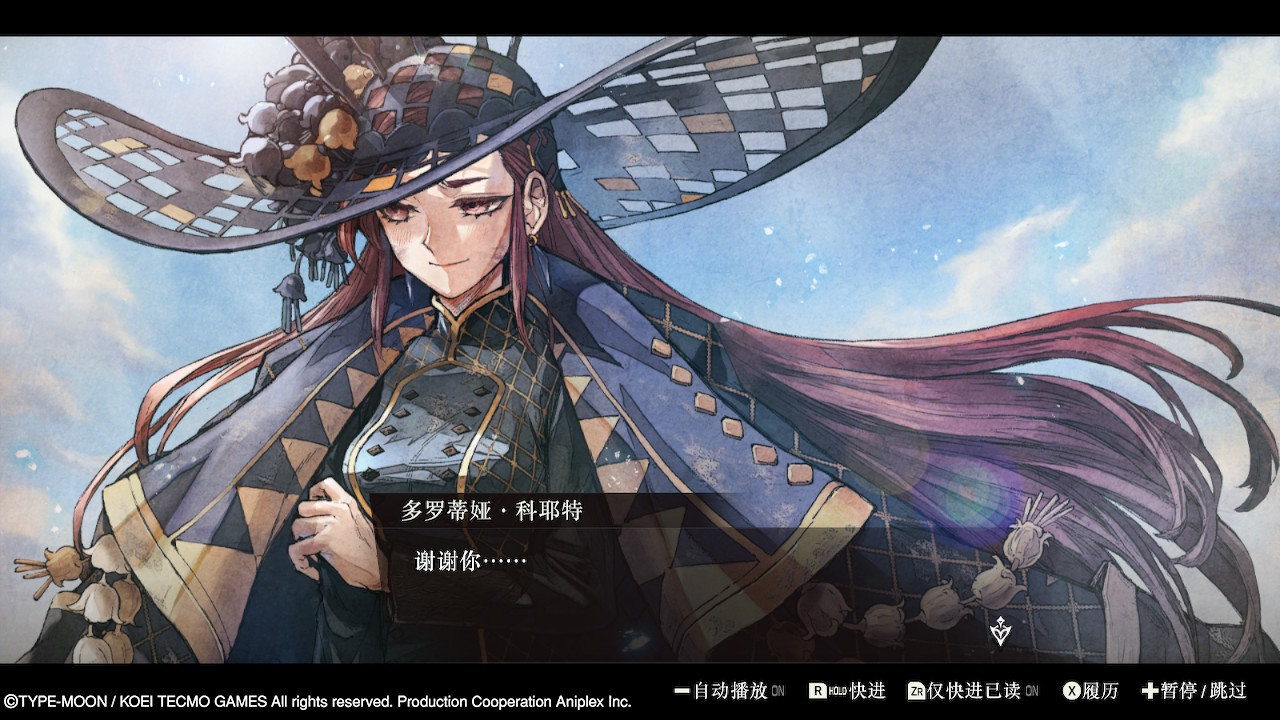 多罗蒂娅·科耶特
谢谢你……
自动播放 ON R HOLD 快进 ZR 仅快进已读 ON X 履历 暂停/跳过
©TYPE-MOON / KOEI TECMO GAMES All rights reserved. Production Cooperation Aniplex Inc.